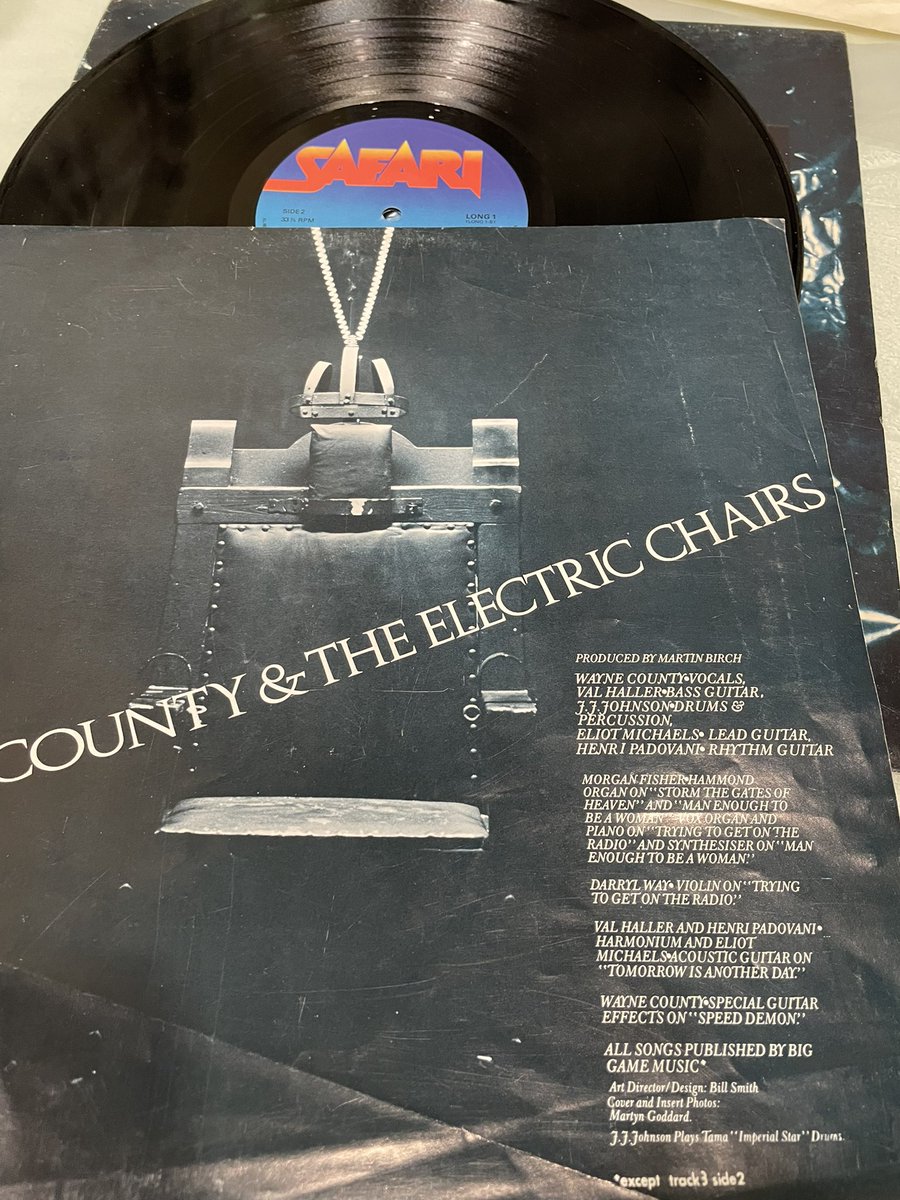 SAFARI
SIDE 2
33⅓ RPM
LONG 1
COUNTY & THE ELECTRIC CHAIRS
PRODUCED BY MARTIN BIRCH
WAYNE COUNTY•VOCALS,
VAL HALLER•BASS GUITAR,
J.J.JOHNSON•DRUMS &
PERCUSSION,
ELIOT MICHAELS• LEAD GUITAR,
HENRI PADOVANI• RHYTHM GUITAR
MORGAN FISHER•HAMMOND
ORGAN ON "STORM THE GATES OF
HEAVEN" AND "MAN ENOUGH TO
BE A WOMAN"•VOX ORGAN AND
PIANO ON "TRYING TO GET ON THE
RADIO" AND SYNTHESISER ON "MAN
ENOUGH TO BE A WOMAN."
DARRYL WAY• VIOLIN ON "TRYING
TO GET ON THE RADIO."
VAL HALLER AND HENRI PADOVANI•
HARMONIUM AND ELIOT
MICHAELS•ACOUSTIC GUITAR ON
"TOMORROW IS ANOTHER DAY."
WAYNE COUNTY•SPECIAL GUITAR
EFFECTS ON "SPEED DEMON."
ALL SONGS PUBLISHED BY BIG
GAME MUSIC*
Art Director/Design: Bill Smith
Cover and Insert Photos:
Martyn Goddard.
J.J.Johnson Plays Tama "Imperial Star" Drums.
*except track3 side2